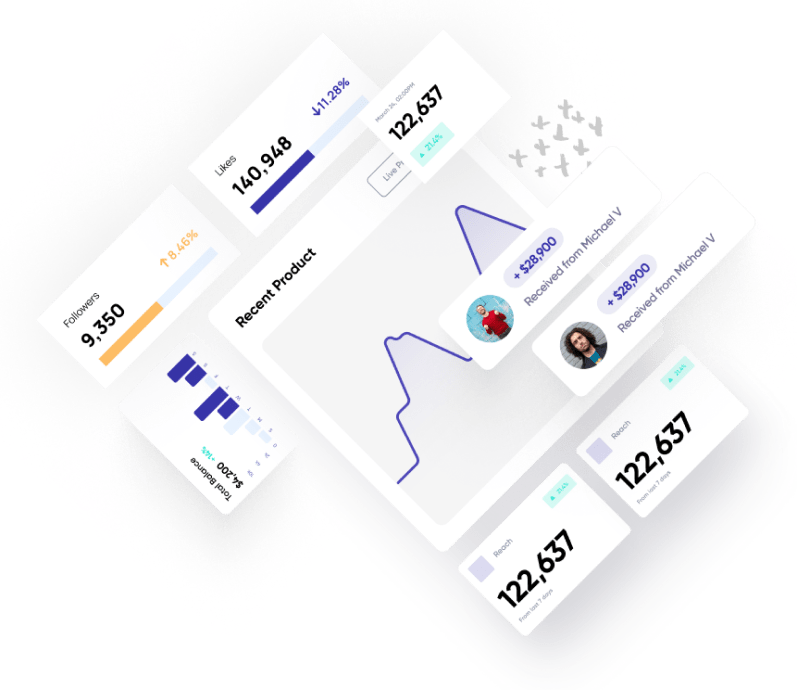 Likes
140,948
↓11.28%
March 24, 02:00PM
122,637
▲ 21.4%
Followers
9,350
↑ 8.46%
Recent Product
+ $28,900
Received from Michael V
+ $28,900
Received from Michael V
Total Balance
$4,200 +14%
Reach
122,637
From last 7 days
▲ 21.4%
Reach
122,637
From last 7 days
▲ 21.4%